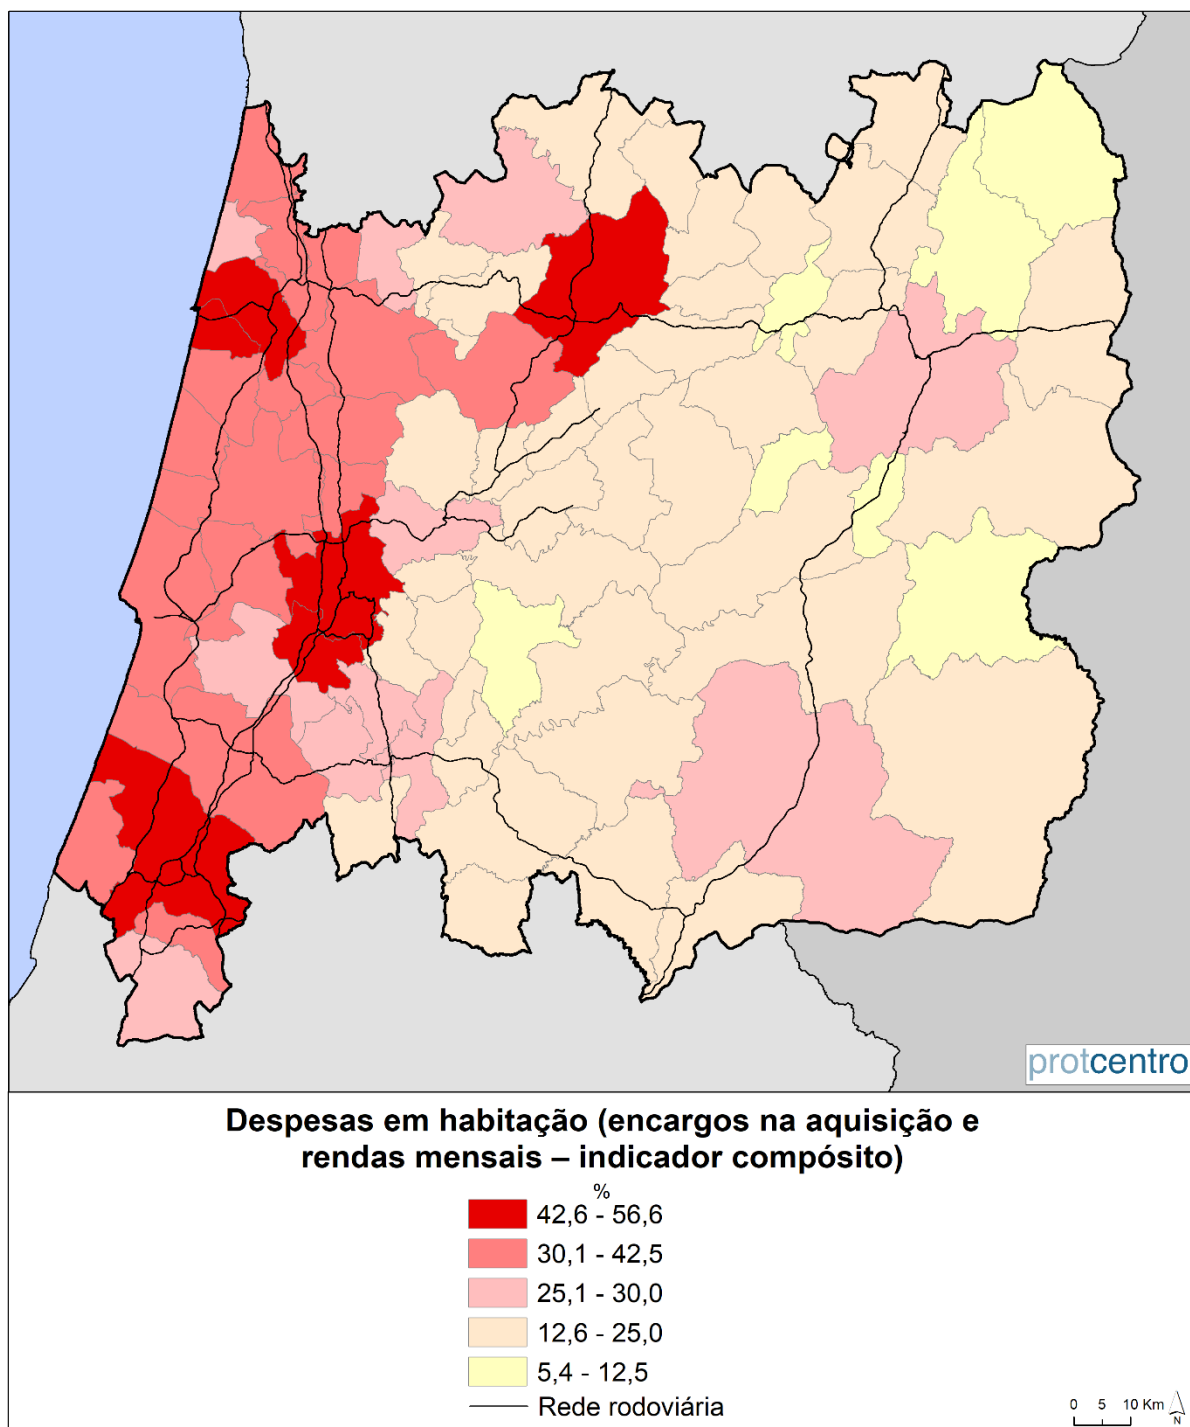 protcentro
Despesas em habitação (encargos na aquisição e
rendas mensais – indicador compósito)
%
42,6 - 56,6
30,1 - 42,5
25,1 - 30,0
12,6 - 25,0
5,4 - 12,5
Rede rodoviária
0 5 10 Km
N